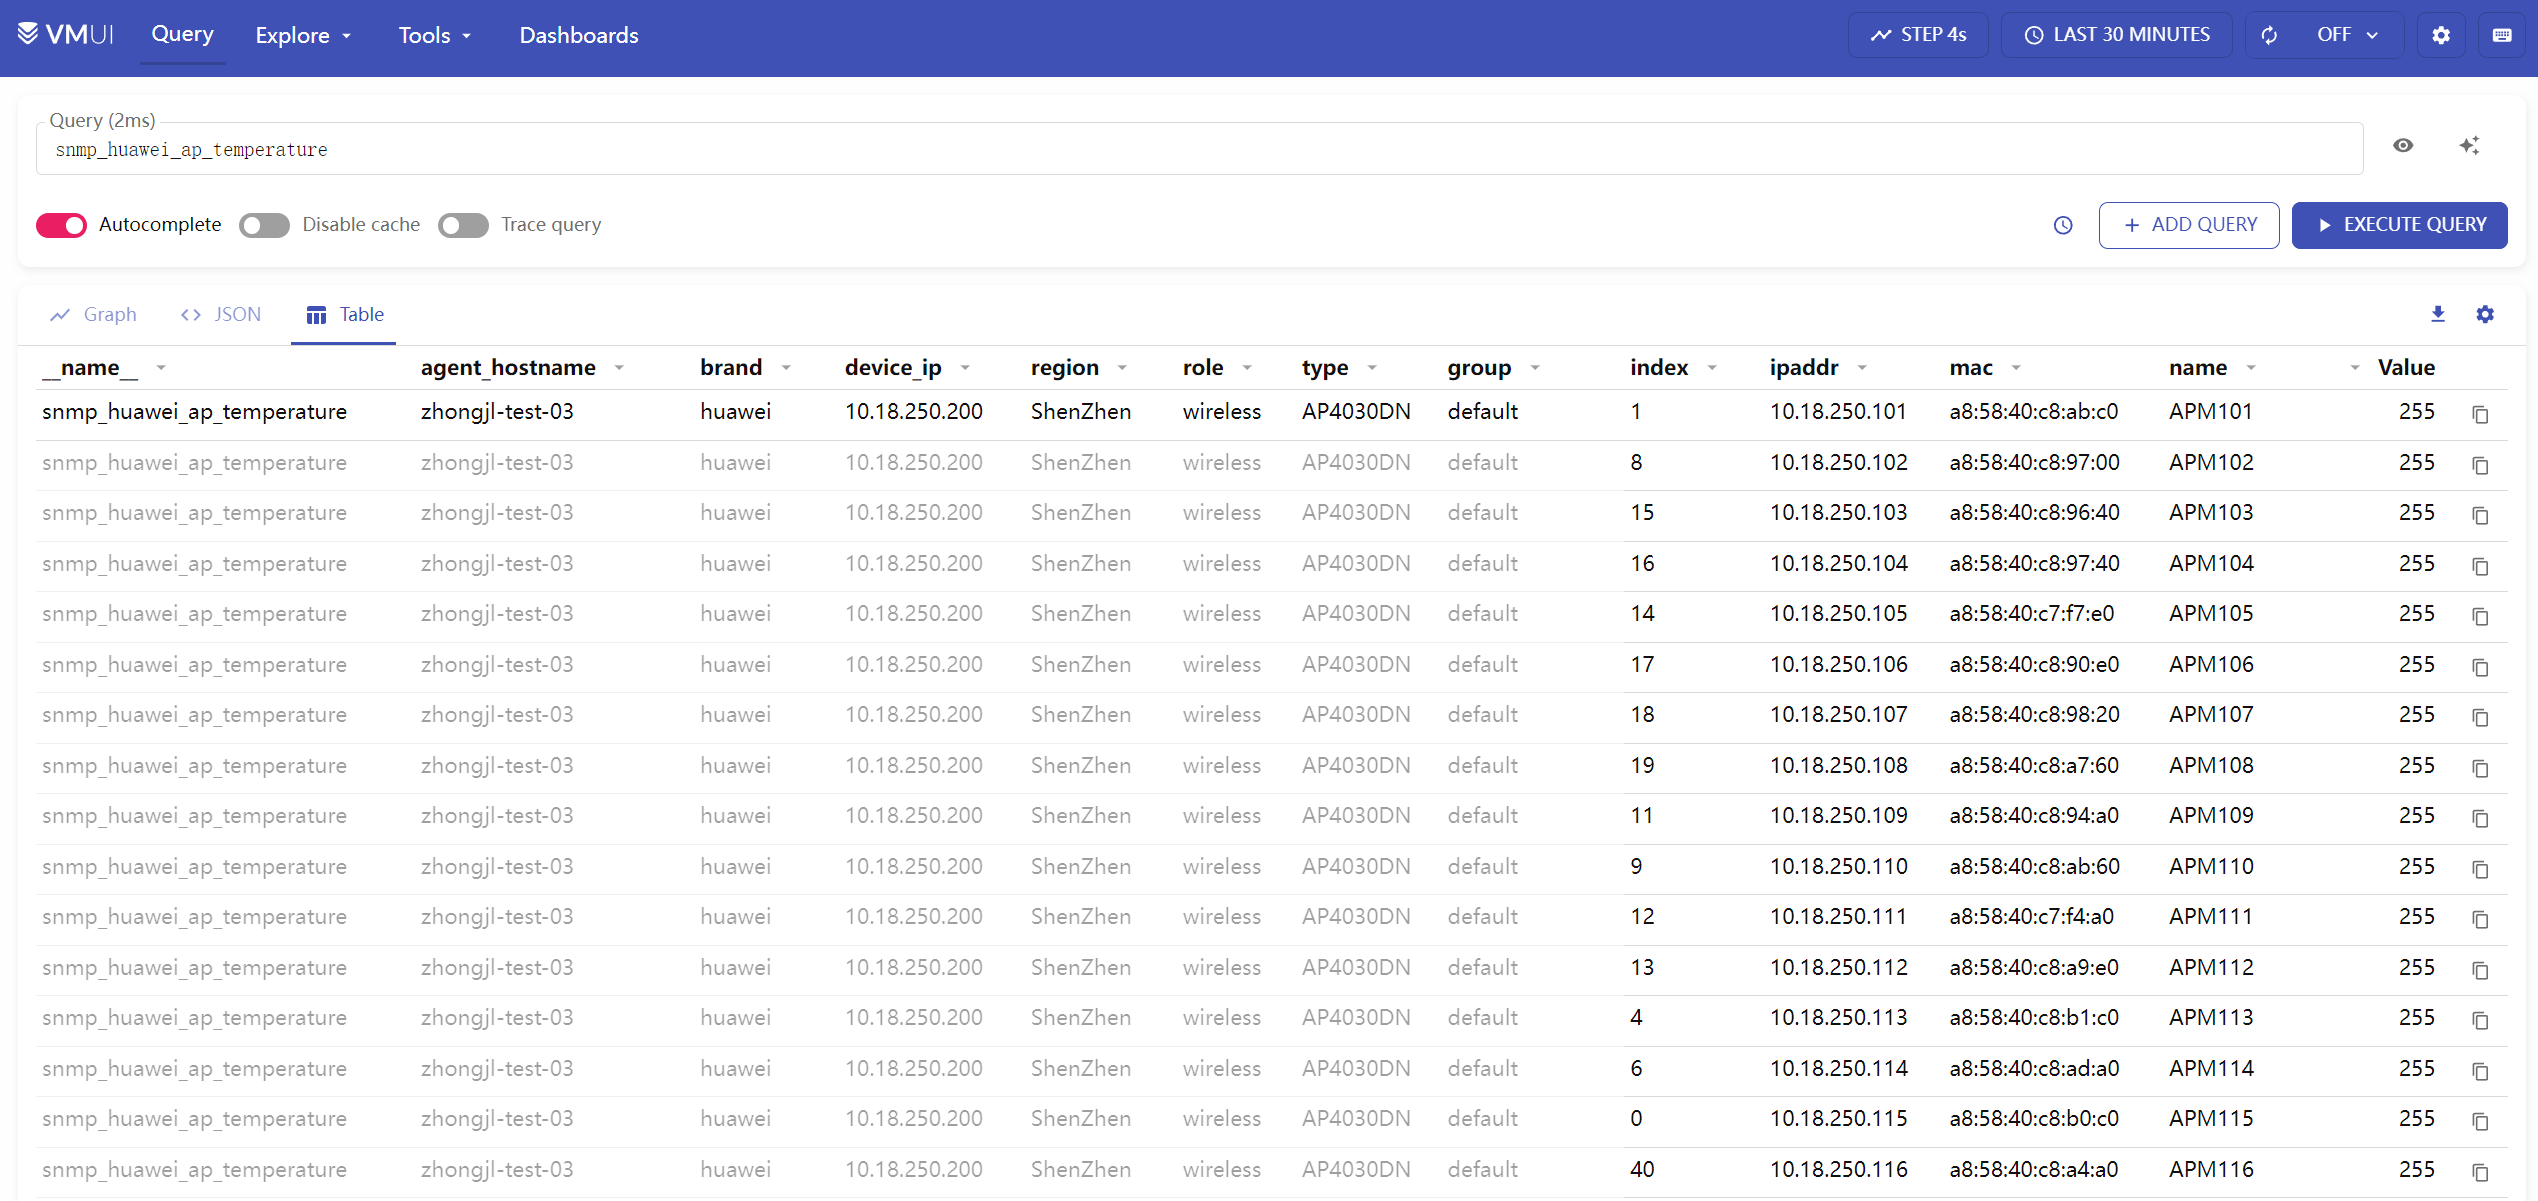 VMUI Query Explore Tools Dashboards STEP 4s LAST 30 MINUTES OFF
Query (2ms)
snmp_huawei_ap_temperature
Autocomplete Disable cache Trace query ADD QUERY EXECUTE QUERY
Graph JSON Table
__name__ agent_hostname brand device_ip region role type group index ipaddr mac name Value
snmp_huawei_ap_temperature zhongjl-test-03 huawei 10.18.250.200 ShenZhen wireless AP4030DN default 1 10.18.250.101 a8:58:40:c8:ab:c0 APM101 255
snmp_huawei_ap_temperature zhongjl-test-03 huawei 10.18.250.200 ShenZhen wireless AP4030DN default 8 10.18.250.102 a8:58:40:c8:97:00 APM102 255
snmp_huawei_ap_temperature zhongjl-test-03 huawei 10.18.250.200 ShenZhen wireless AP4030DN default 15 10.18.250.103 a8:58:40:c8:96:40 APM103 255
snmp_huawei_ap_temperature zhongjl-test-03 huawei 10.18.250.200 ShenZhen wireless AP4030DN default 16 10.18.250.104 a8:58:40:c8:97:40 APM104 255
snmp_huawei_ap_temperature zhongjl-test-03 huawei 10.18.250.200 ShenZhen wireless AP4030DN default 14 10.18.250.105 a8:58:40:c7:f7:e0 APM105 255
snmp_huawei_ap_temperature zhongjl-test-03 huawei 10.18.250.200 ShenZhen wireless AP4030DN default 17 10.18.250.106 a8:58:40:c8:90:e0 APM106 255
snmp_huawei_ap_temperature zhongjl-test-03 huawei 10.18.250.200 ShenZhen wireless AP4030DN default 18 10.18.250.107 a8:58:40:c8:98:20 APM107 255
snmp_huawei_ap_temperature zhongjl-test-03 huawei 10.18.250.200 ShenZhen wireless AP4030DN default 19 10.18.250.108 a8:58:40:c8:a7:60 APM108 255
snmp_huawei_ap_temperature zhongjl-test-03 huawei 10.18.250.200 ShenZhen wireless AP4030DN default 11 10.18.250.109 a8:58:40:c8:94:a0 APM109 255
snmp_huawei_ap_temperature zhongjl-test-03 huawei 10.18.250.200 ShenZhen wireless AP4030DN default 9 10.18.250.110 a8:58:40:c8:ab:60 APM110 255
snmp_huawei_ap_temperature zhongjl-test-03 huawei 10.18.250.200 ShenZhen wireless AP4030DN default 12 10.18.250.111 a8:58:40:c7:f4:a0 APM111 255
snmp_huawei_ap_temperature zhongjl-test-03 huawei 10.18.250.200 ShenZhen wireless AP4030DN default 13 10.18.250.112 a8:58:40:c8:a9:e0 APM112 255
snmp_huawei_ap_temperature zhongjl-test-03 huawei 10.18.250.200 ShenZhen wireless AP4030DN default 4 10.18.250.113 a8:58:40:c8:b1:c0 APM113 255
snmp_huawei_ap_temperature zhongjl-test-03 huawei 10.18.250.200 ShenZhen wireless AP4030DN default 6 10.18.250.114 a8:58:40:c8:ad:a0 APM114 255
snmp_huawei_ap_temperature zhongjl-test-03 huawei 10.18.250.200 ShenZhen wireless AP4030DN default 0 10.18.250.115 a8:58:40:c8:b0:c0 APM115 255
snmp_huawei_ap_temperature zhongjl-test-03 huawei 10.18.250.200 ShenZhen wireless AP4030DN default 40 10.18.250.116 a8:58:40:c8:a4:a0 APM116 255